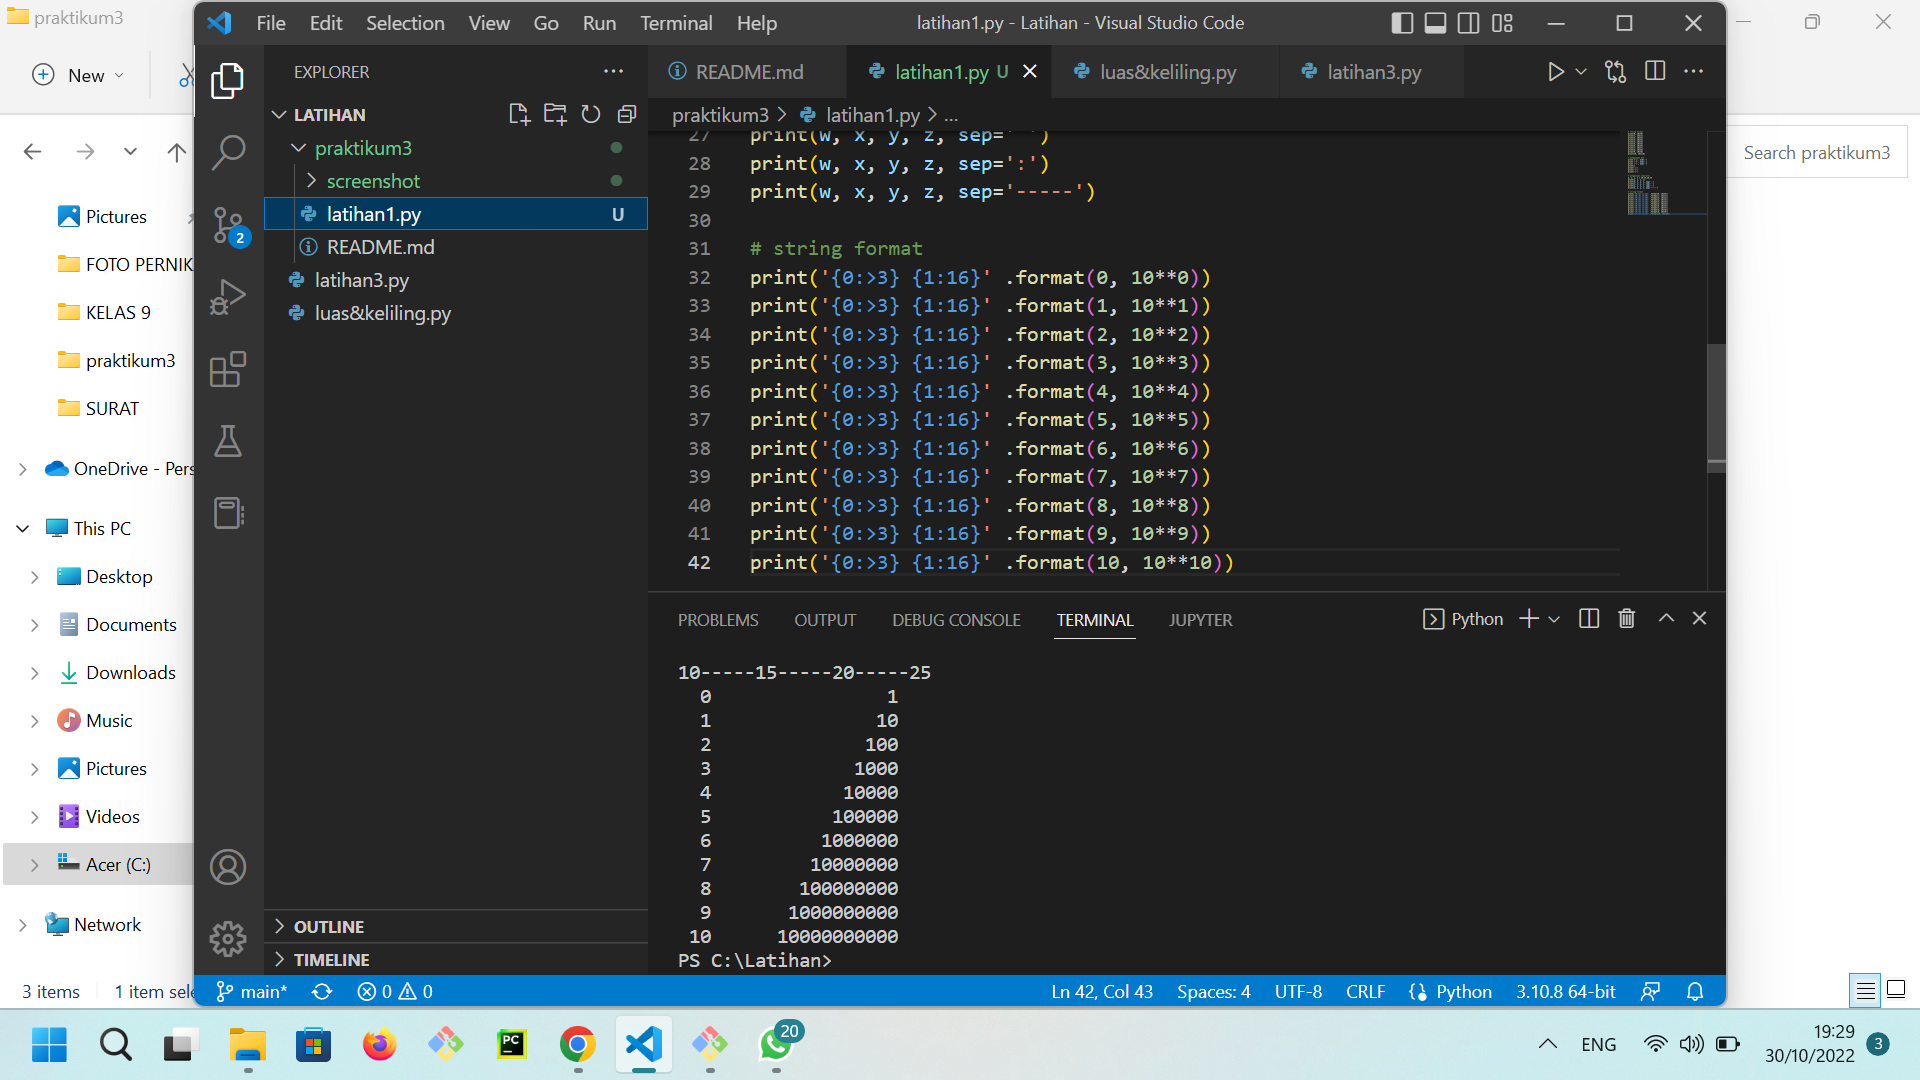 praktikum3
New
Pictures
FOTO PERNIK
KELAS 9
praktikum3
SURAT
OneDrive - Pers
This PC
Desktop
Documents
Downloads
Music
Pictures
Videos
Acer (C:)
Network
3 items 1 item sele
File Edit Selection View Go Run Terminal Help
latihan1.py - Latihan - Visual Studio Code
EXPLORER
LATIHAN
praktikum3
screenshot
latihan1.py U
README.md
latihan3.py
luas&keliling.py
2
OUTLINE
TIMELINE
README.md latihan1.py U luas&keliling.py latihan3.py
praktikum3 > latihan1.py > ...
27 print(w, x, y, z, sep=' ')
28 print(w, x, y, z, sep=':')
29 print(w, x, y, z, sep='-----')
30
31 # string format
32 print('{0:>3} {1:16}' .format(0, 10**0))
33 print('{0:>3} {1:16}' .format(1, 10**1))
34 print('{0:>3} {1:16}' .format(2, 10**2))
35 print('{0:>3} {1:16}' .format(3, 10**3))
36 print('{0:>3} {1:16}' .format(4, 10**4))
37 print('{0:>3} {1:16}' .format(5, 10**5))
38 print('{0:>3} {1:16}' .format(6, 10**6))
39 print('{0:>3} {1:16}' .format(7, 10**7))
40 print('{0:>3} {1:16}' .format(8, 10**8))
41 print('{0:>3} {1:16}' .format(9, 10**9))
42 print('{0:>3} {1:16}' .format(10, 10**10))
PROBLEMS OUTPUT DEBUG CONSOLE TERMINAL JUPYTER
Python
10-----15-----20-----25
0 1
1 10
2 100
3 1000
4 10000
5 100000
6 1000000
7 10000000
8 100000000
9 1000000000
10 10000000000
PS C:\Latihan>
main* 0 0
Ln 42, Col 43 Spaces: 4 UTF-8 CRLF Python 3.10.8 64-bit
Search praktikum3
PC
20
ENG
19:29
30/10/2022
3